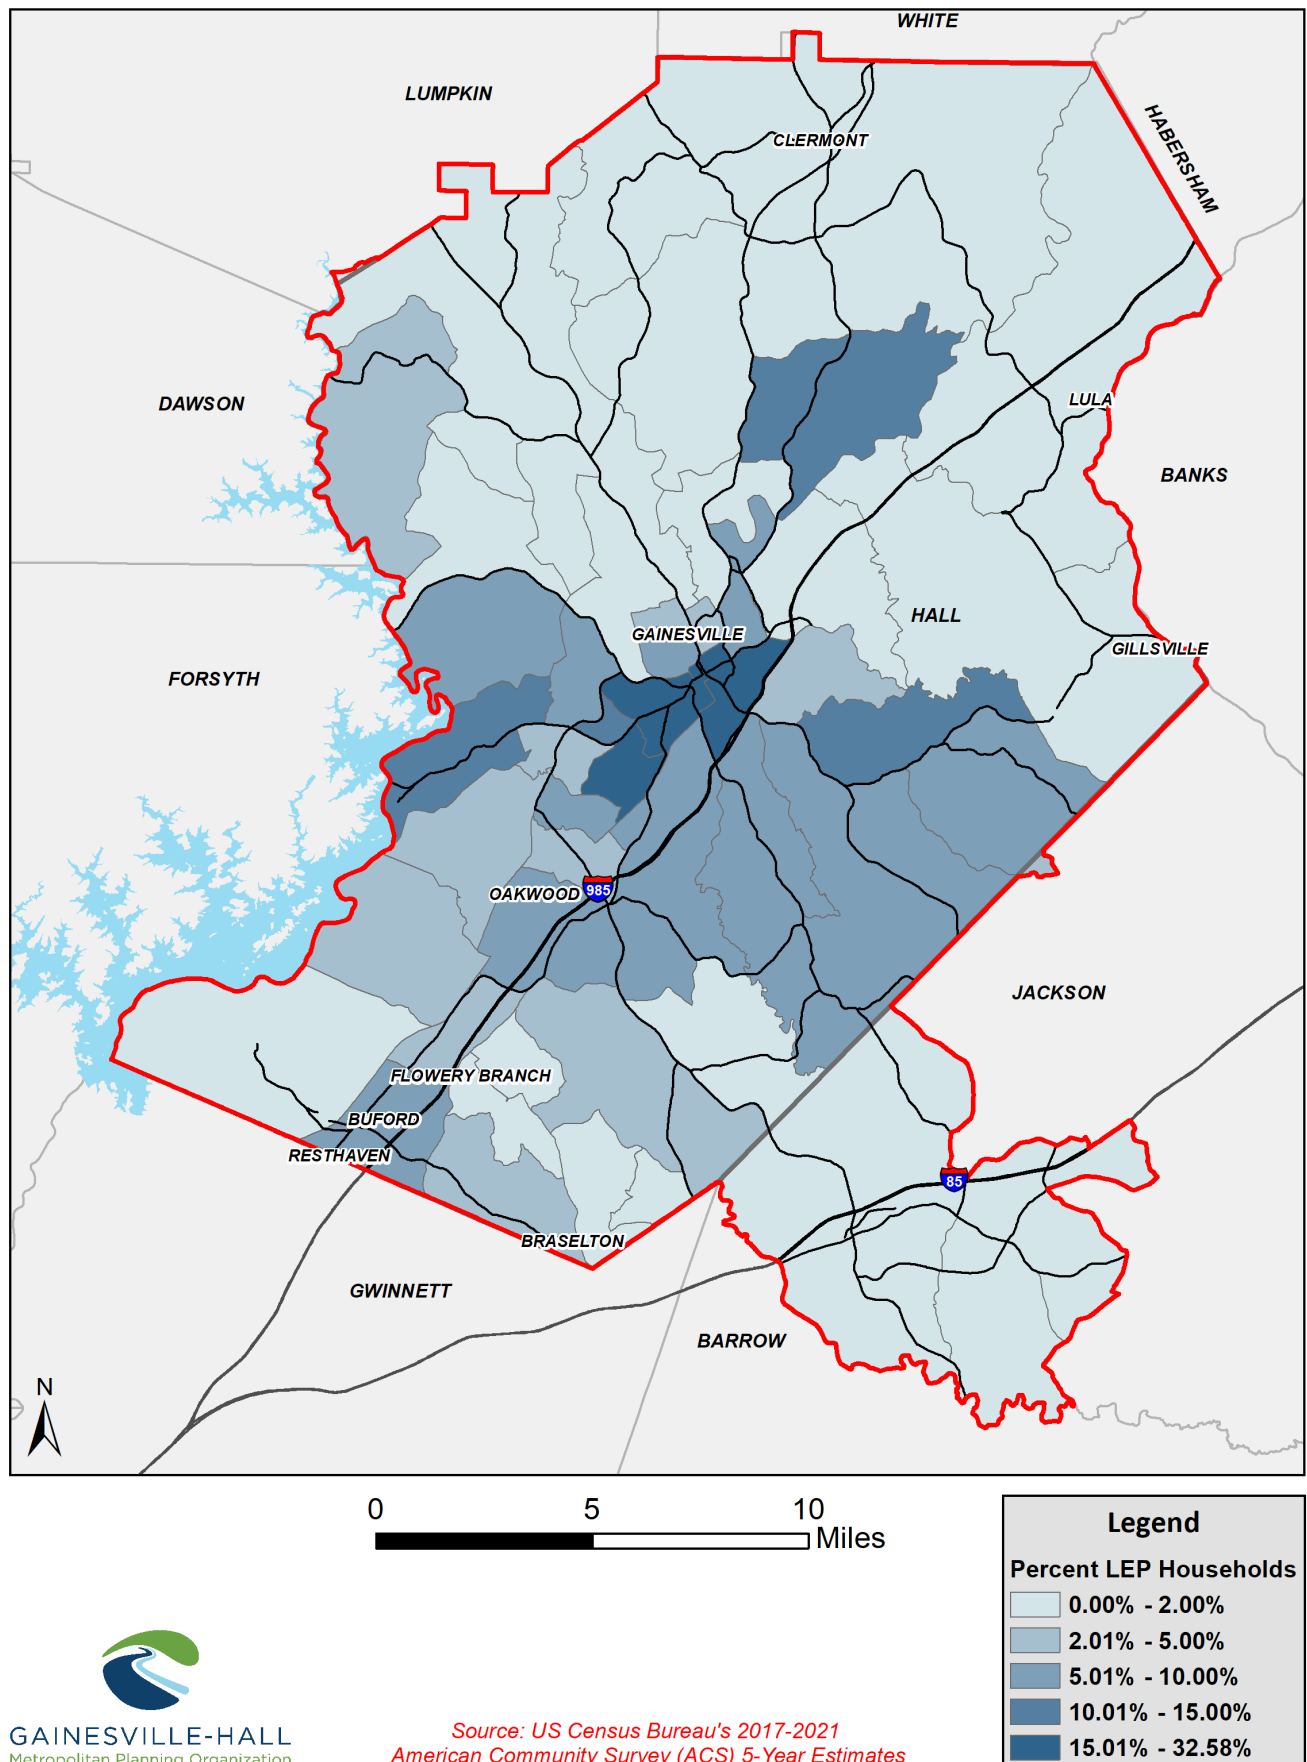 WHITE
LUMPKIN
HABERSHAM
CLERMONT
DAWSON
LULA
BANKS
HALL
GAINESVILLE
GILLSVILLE
FORSYTH
OAKWOOD
985
JACKSON
FLOWERY BRANCH
BUFORD
RESTHAVEN
85
BRASELTON
GWINNETT
BARROW
N
0 5 10
Miles
Legend
Percent LEP Households
0.00% - 2.00%
2.01% - 5.00%
5.01% - 10.00%
10.01% - 15.00%
15.01% - 32.58%
GAINESVILLE-HALL
Metropolitan Planning Organization
Source: US Census Bureau's 2017-2021
American Community Survey (ACS) 5-Year Estimates